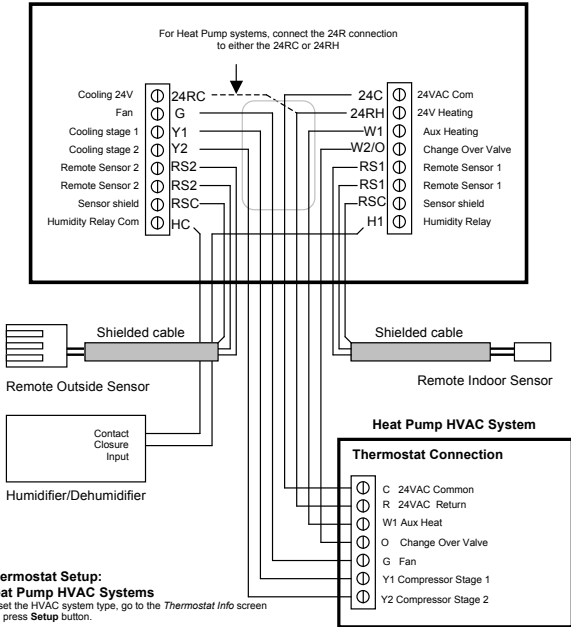 For Heat Pump systems, connect the 24R connection
to either the 24RC or 24RH
Cooling 24V 24RC
Fan G
Cooling stage 1 Y1
Cooling stage 2 Y2
Remote Sensor 2 RS2
Remote Sensor 2 RS2
Sensor shield RSC
Humidity Relay Com HC
24C 24VAC Com
24RH 24V Heating
W1 Aux Heating
W2/O Change Over Valve
RS1 Remote Sensor 1
RS1 Remote Sensor 1
RSC Sensor shield
H1 Humidity Relay
Shielded cable
Remote Outside Sensor
Shielded cable
Remote Indoor Sensor
Contact
Closure
Input
Humidifier/Dehumidifier
Heat Pump HVAC System
Thermostat Connection
C 24VAC Common
R 24VAC Return
W1 Aux Heat
O Change Over Valve
G Fan
Y1 Compressor Stage 1
Y2 Compressor Stage 2
ermostat Setup:
at Pump HVAC Systems
set the HVAC system type, go to the Thermostat Info screen
press Setup button.